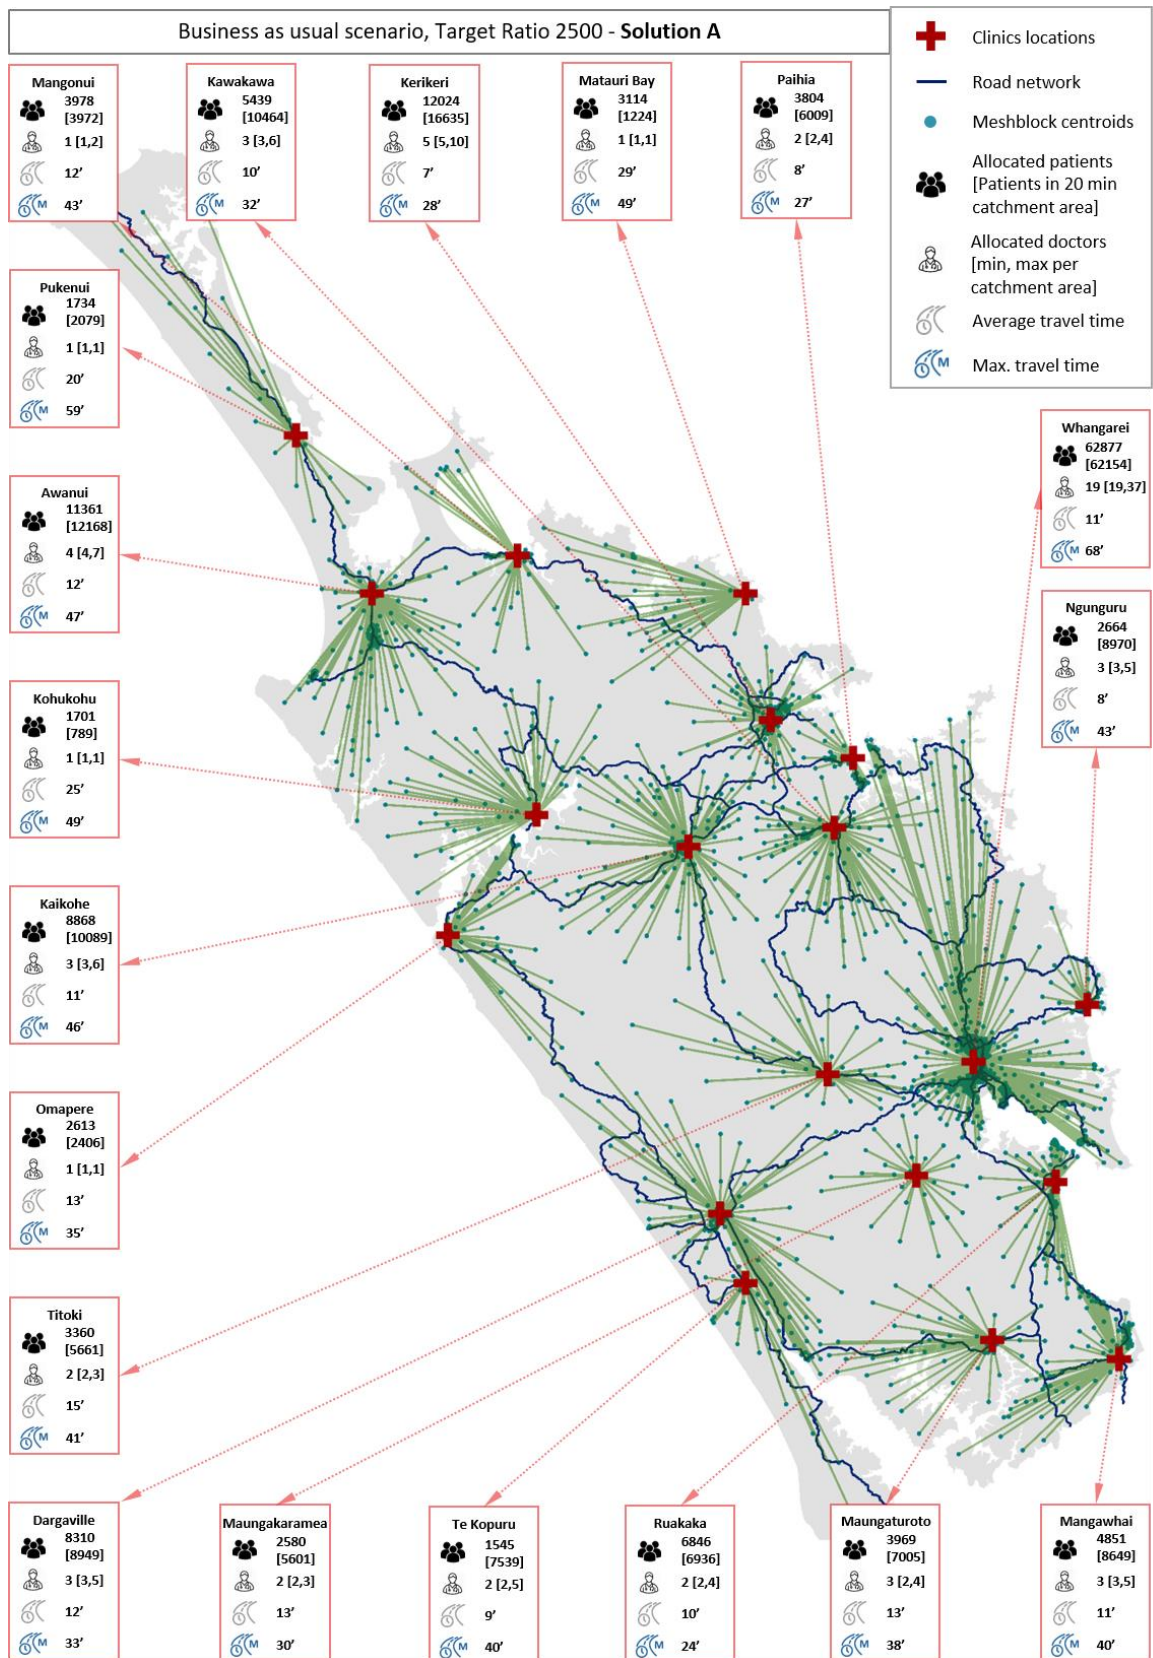 Business as usual scenario, Target Ratio 2500 - Solution A
Clinics locations
Road network
Meshblock centroids
Allocated patients
[Patients in 20 min
catchment area]
Allocated doctors
[min, max per
catchment area]
Average travel time
M
Max. travel time
Mangonui
3978
[3972]
1 [1,2]
12’
M
43’
Kawakawa
5439
[10464]
3 [3,6]
10’
M
32’
Kerikeri
12024
[16635]
5 [5,10]
7’
M
28’
Matauri Bay
3114
[1224]
1 [1,1]
29’
M
49’
Paihia
3804
[6009]
2 [2,4]
8’
M
27’
Pukenui
1734
[2079]
1 [1,1]
20’
M
59’
Whangarei
62877
[62154]
19 [19,37]
11’
M
68’
Awanui
11361
[12168]
4 [4,7]
12’
M
47’
Ngunguru
2664
[8970]
3 [3,5]
8’
M
43’
Kohukohu
1701
[789]
1 [1,1]
25’
M
49’
Kaikohe
8868
[10089]
3 [3,6]
11’
M
46’
Omapere
2613
[2406]
1 [1,1]
13’
M
35’
Titoki
3360
[5661]
2 [2,3]
15’
M
41’
Dargaville
8310
[8949]
3 [3,5]
12’
M
33’
Maungakaramea
2580
[5601]
2 [2,3]
13’
M
30’
Te Kopuru
1545
[7539]
2 [2,5]
9’
M
40’
Ruakaka
6846
[6936]
2 [2,4]
10’
M
24’
Maungaturoto
3969
[7005]
3 [2,4]
13’
M
38’
Mangawhai
4851
[8649]
3 [3,5]
11’
M
40’